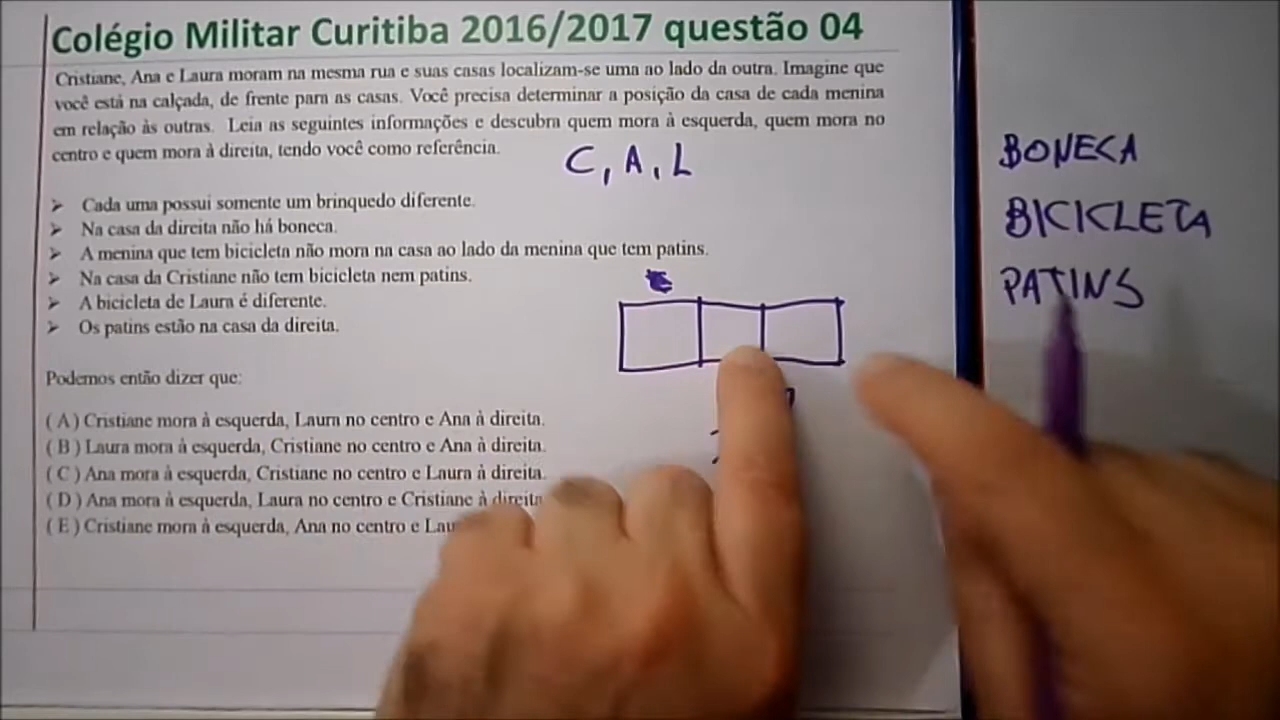 Colégio Militar Curitiba 2016/2017 questão 04
Cristiane, Ana e Laura moram na mesma rua e suas casas localizam-se uma ao lado da outra. Imagine que
você está na calçada, de frente para as casas. Você precisa determinar a posição da casa de cada menina
em relação às outras. Leia as seguintes informações e descubra quem mora à esquerda, quem mora no
centro e quem mora à direita, tendo você como referência.
C, A, L
➢ Cada uma possui somente um brinquedo diferente.
➢ Na casa da direita não há boneca.
➢ A menina que tem bicicleta não mora na casa ao lado da menina que tem patins.
➢ Na casa da Cristiane não tem bicicleta nem patins.
➢ A bicicleta de Laura é diferente.
➢ Os patins estão na casa da direita.
Podemos então dizer que:
( A ) Cristiane mora à esquerda, Laura no centro e Ana à direita.
( B ) Laura mora à esquerda, Cristiane no centro e Ana à direita.
( C ) Ana mora à esquerda, Cristiane no centro e Laura à direita.
( D ) Ana mora à esquerda, Laura no centro e Cristiane à direita
( E ) Cristiane mora à esquerda, Ana no centro e
BONECA
BICICLETA
PATINS